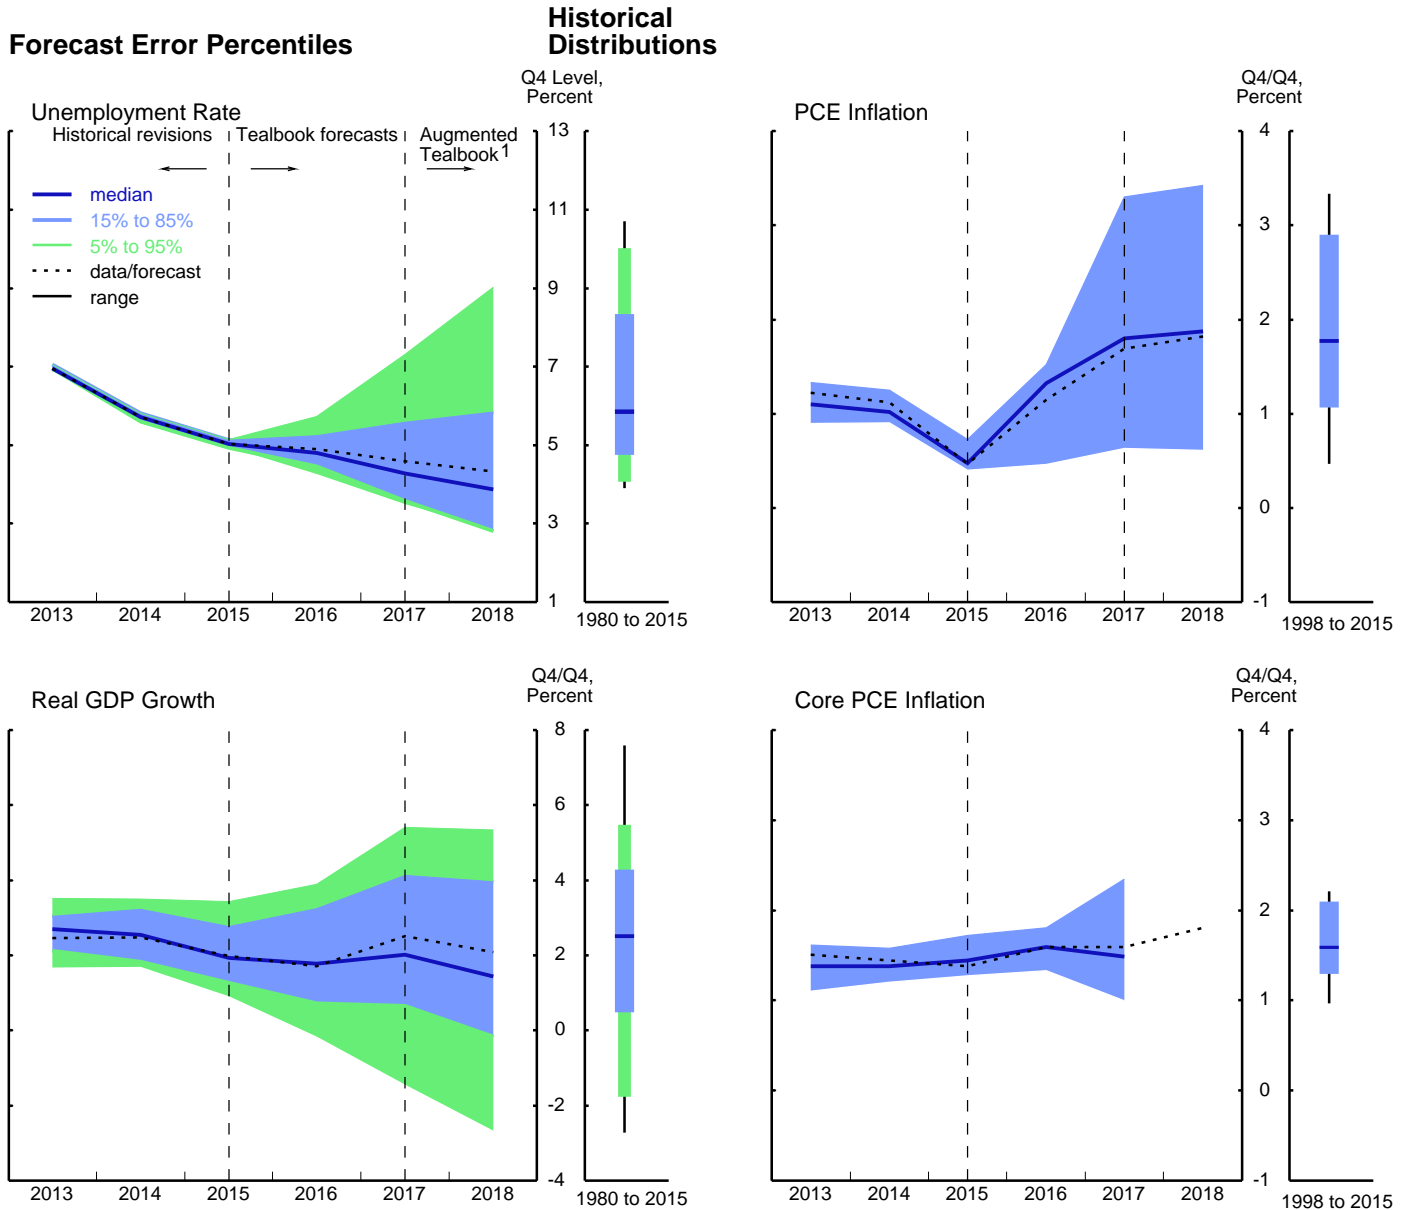 Forecast Error Percentiles
Historical
Distributions
Unemployment Rate
Q4 Level,
Percent
Historical revisions
Tealbook forecasts
Augmented
Tealbook1
median
15% to 85%
5% to 95%
data/forecast
range
13
11
9
7
5
3
1
2013 2014 2015 2016 2017 2018
1980 to 2015
PCE Inflation
Q4/Q4,
Percent
4
3
2
1
0
-1
2013 2014 2015 2016 2017 2018
1998 to 2015
Real GDP Growth
Q4/Q4,
Percent
8
6
4
2
0
-2
-4
2013 2014 2015 2016 2017 2018
1980 to 2015
Core PCE Inflation
Q4/Q4,
Percent
4
3
2
1
0
-1
2013 2014 2015 2016 2017 2018
1998 to 2015